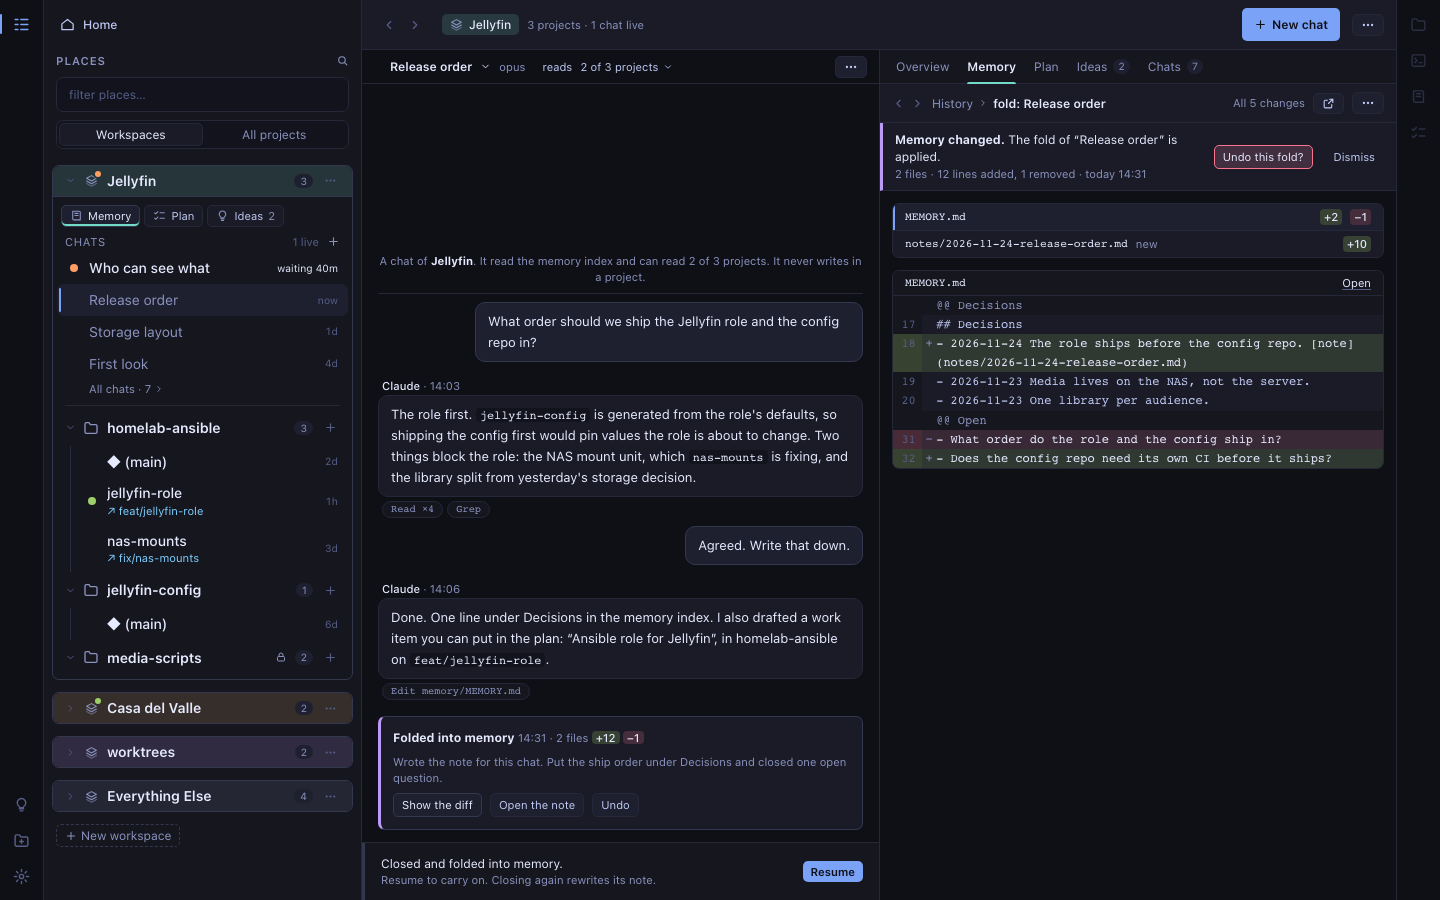 Home
PLACES
filter places...
Workspaces
All projects
Jellyfin
3
Memory
Plan
Ideas 2
CHATS
1 live
Who can see what
waiting 40m
Release order
now
Storage layout
1d
First look
4d
All chats · 7
homelab-ansible
3
(main)
2d
jellyfin-role
1h
feat/jellyfin-role
nas-mounts
3d
fix/nas-mounts
jellyfin-config
1
(main)
6d
media-scripts
2
Casa del Valle
2
worktrees
2
Everything Else
4
+ New workspace
Jellyfin
3 projects · 1 chat live
+ New chat
Release order
opus
reads 2 of 3 projects
A chat of Jellyfin. It read the memory index and can read 2 of 3 projects. It never writes in
a project.
What order should we ship the Jellyfin role and the config
repo in?
Claude · 14:03
The role first. jellyfin-config is generated from the role's defaults, so
shipping the config first would pin values the role is about to change. Two
things block the role: the NAS mount unit, which nas-mounts is fixing, and
the library split from yesterday's storage decision.
Read ×4
Grep
Agreed. Write that down.
Claude · 14:06
Done. One line under Decisions in the memory index. I also drafted a work
item you can put in the plan: “Ansible role for Jellyfin”, in homelab-ansible
on feat/jellyfin-role.
Edit memory/MEMORY.md
Folded into memory 14:31 · 2 files +12 −1
Wrote the note for this chat. Put the ship order under Decisions and closed one open
question.
Show the diff
Open the note
Undo
Closed and folded into memory.
Resume to carry on. Closing again rewrites its note.
Resume
Overview
Memory
Plan
Ideas 2
Chats 7
History
fold: Release order
All 5 changes
Memory changed. The fold of “Release order” is
applied.
2 files · 12 lines added, 1 removed · today 14:31
Undo this fold?
Dismiss
MEMORY.md
+2 −1
notes/2026-11-24-release-order.md new
+10
MEMORY.md
Open
@@ Decisions
17 ## Decisions
18 +- 2026-11-24 The role ships before the config repo. [note]
(notes/2026-11-24-release-order.md)
19 - 2026-11-23 Media lives on the NAS, not the server.
20 - 2026-11-23 One library per audience.
@@ Open
31 −- What order do the role and the config ship in?
32 +- Does the config repo need its own CI before it ships?